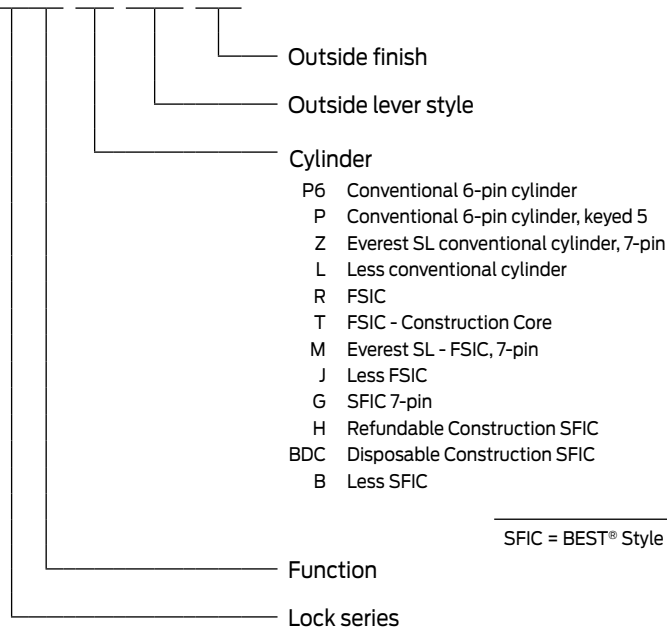 Outside finish
Outside lever style
Cylinder
P6 Conventional 6-pin cylinder
P Conventional 6-pin cylinder, keyed 5
Z Everest SL conventional cylinder, 7-pin
L Less conventional cylinder
R FSIC
T FSIC - Construction Core
M Everest SL - FSIC, 7-pin
J Less FSIC
G SFIC 7-pin
H Refundable Construction SFIC
BDC Disposable Construction SFIC
B Less SFIC
SFIC = BEST® Style
Function
Lock series